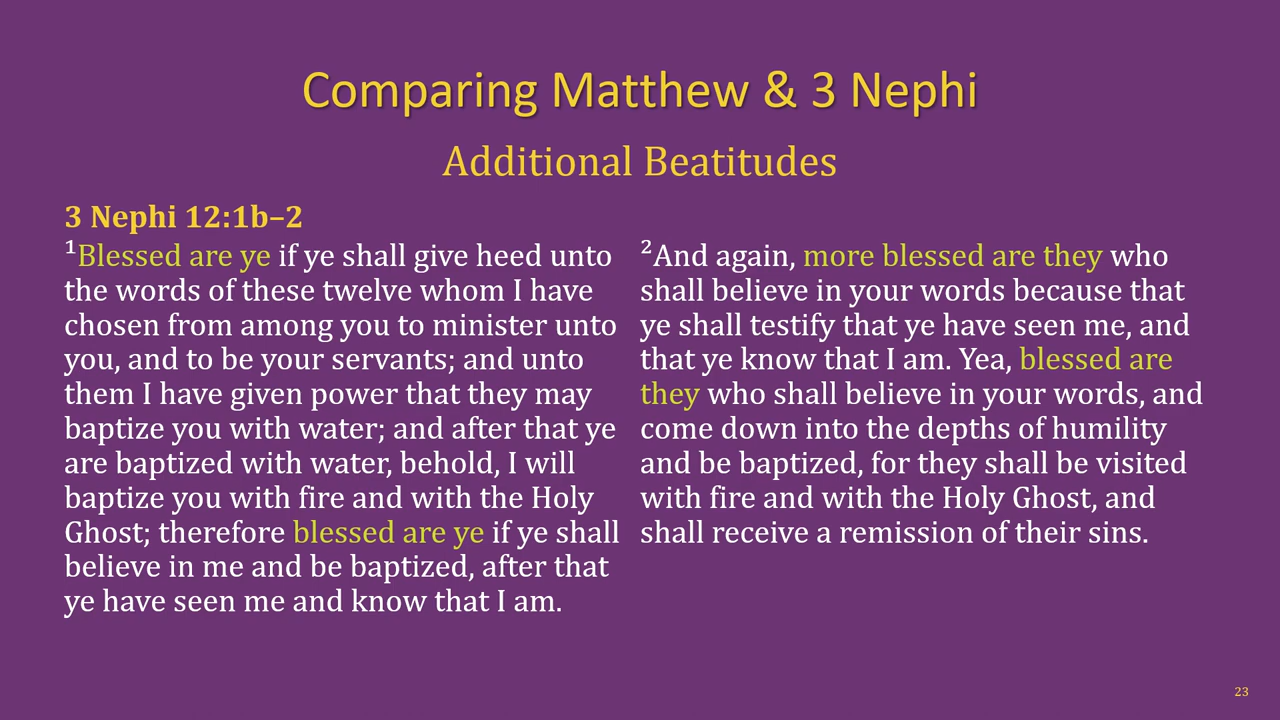 Comparing Matthew & 3 Nephi
Additional Beatitudes
3 Nephi 12:1b–2
¹Blessed are ye if ye shall give heed unto
the words of these twelve whom I have
chosen from among you to minister unto
you, and to be your servants; and unto
them I have given power that they may
baptize you with water; and after that ye
are baptized with water, behold, I will
baptize you with fire and with the Holy
Ghost; therefore blessed are ye if ye shall
believe in me and be baptized, after that
ye have seen me and know that I am.
²And again, more blessed are they who
shall believe in your words because that
ye shall testify that ye have seen me, and
that ye know that I am. Yea, blessed are
they who shall believe in your words, and
come down into the depths of humility
and be baptized, for they shall be visited
with fire and with the Holy Ghost, and
shall receive a remission of their sins.
23